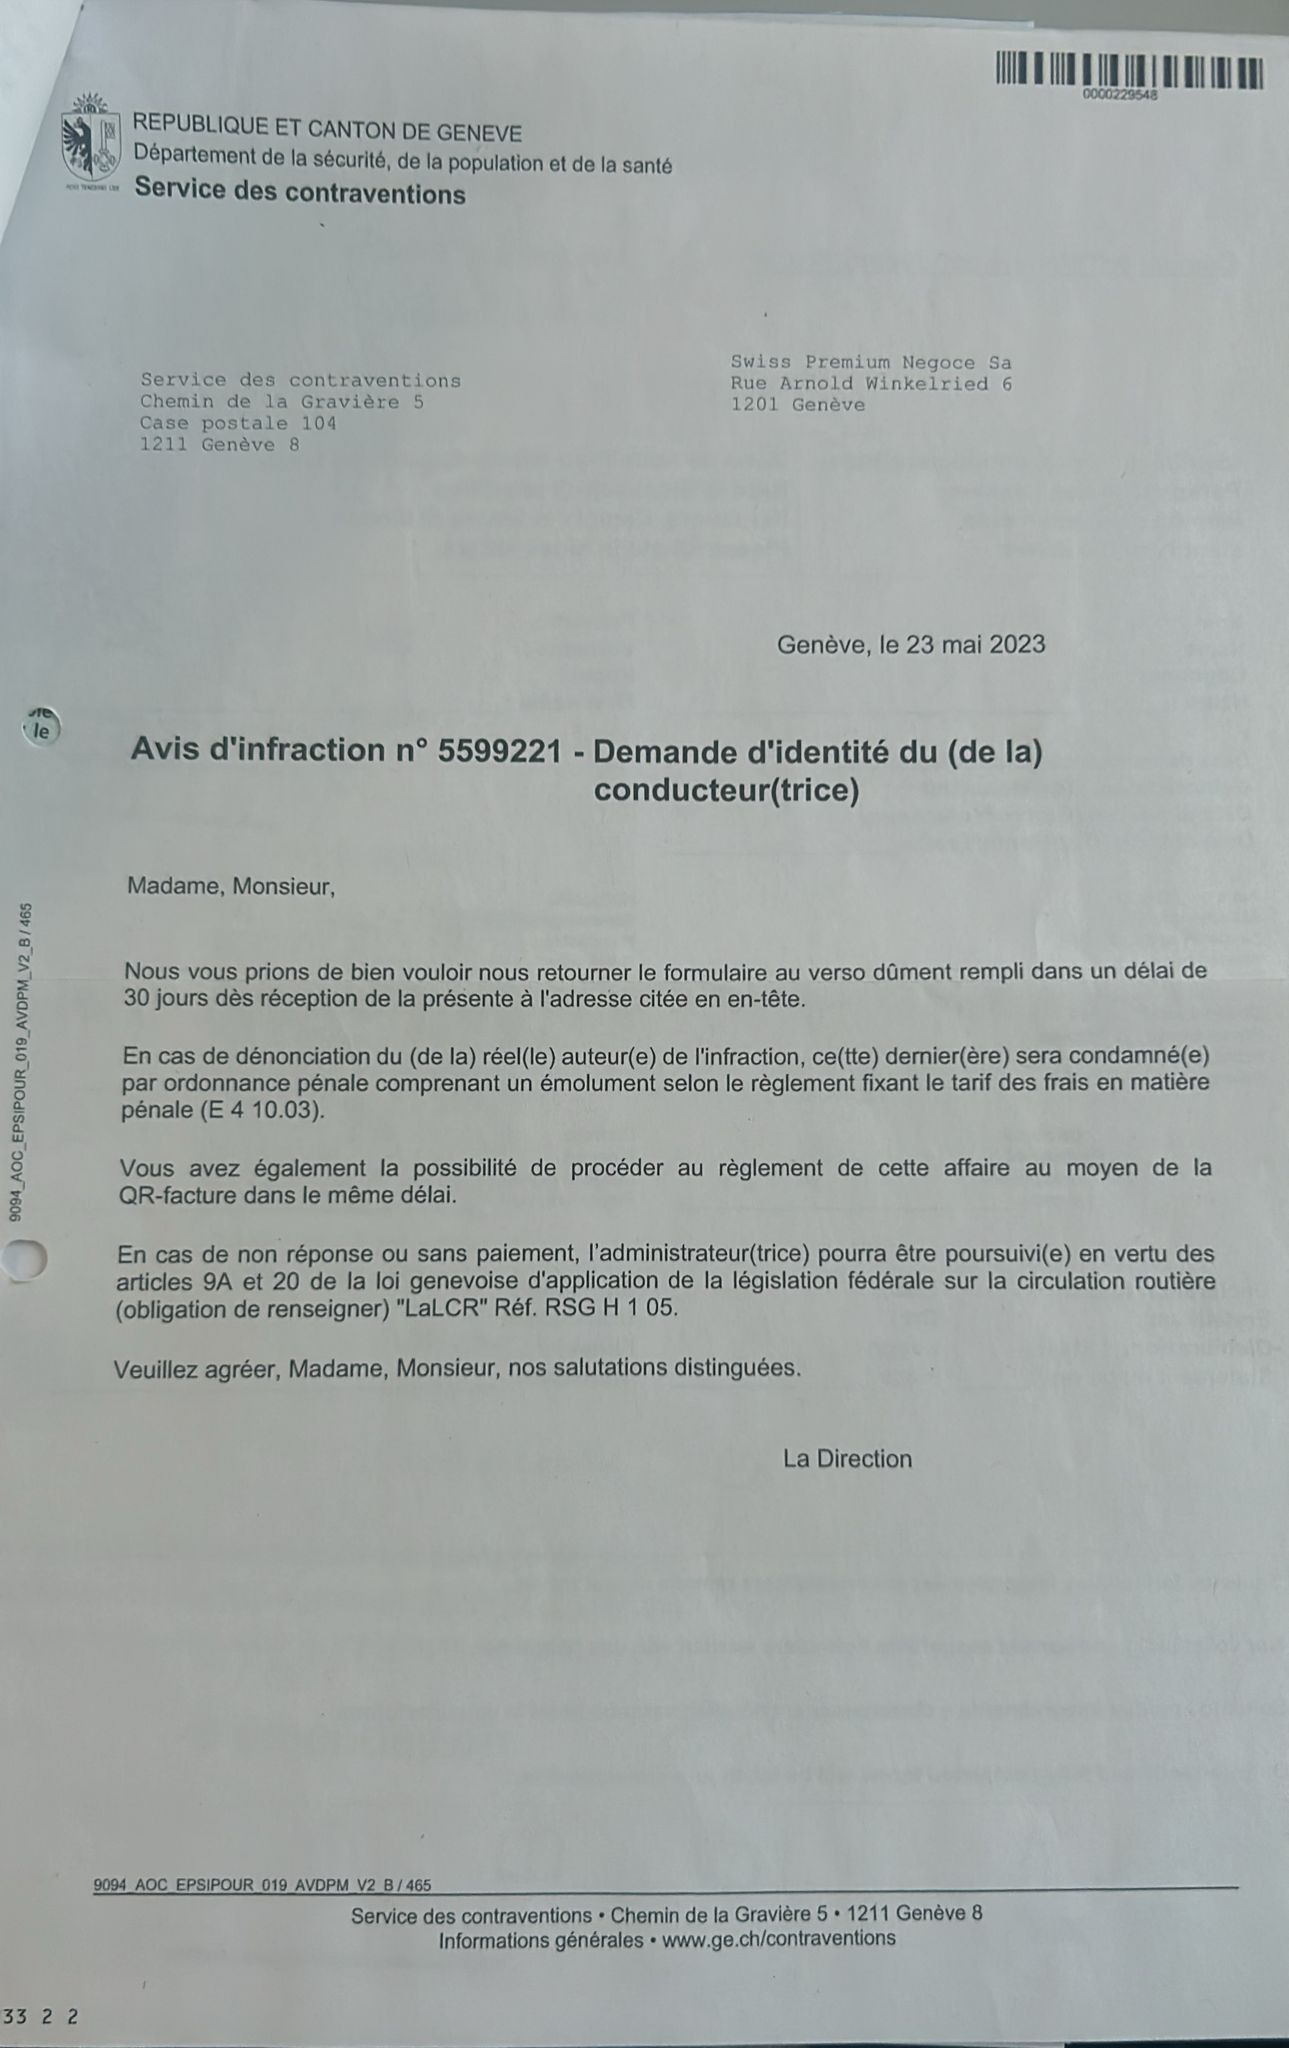 0000229548
REPUBLIQUE ET CANTON DE GENEVE
Département de la sécurité, de la population et de la santé
Service des contraventions
Service des contraventions
Chemin de la Gravière 5
Case postale 104
1211 Genève 8
Swiss Premium Negoce Sa
Rue Arnold Winkelried 6
1201 Genève
Genève, le 23 mai 2023
le
Avis d'infraction n° 5599221 - Demande d'identité du (de la)
conducteur(trice)
Madame, Monsieur,
Nous vous prions de bien vouloir nous retourner le formulaire au verso dûment rempli dans un délai de
30 jours dès réception de la présente à l'adresse citée en en-tête.
En cas de dénonciation du (de la) réel(le) auteur(e) de l'infraction, ce(tte) dernier(ère) sera condamné(e)
par ordonnance pénale comprenant un émolument selon le règlement fixant le tarif des frais en matière
pénale (E 4 10.03).
Vous avez également la possibilité de procéder au règlement de cette affaire au moyen de la
QR-facture dans le même délai.
En cas de non réponse ou sans paiement, l'administrateur(trice) pourra être poursuivi(e) en vertu des
articles 9A et 20 de la loi genevoise d'application de la législation fédérale sur la circulation routière
(obligation de renseigner) "LaLCR" Réf. RSG H 1 05.
Veuillez agréer, Madame, Monsieur, nos salutations distinguées.
La Direction
9094_AOC_EPSIPOUR_019_AVDPM_V2_B / 465
9094_AOC_EPSIPOUR_019_AVDPM_V2_B / 465
Service des contraventions • Chemin de la Gravière 5 • 1211 Genève 8
Informations générales • www.ge.ch/contraventions
33 2 2